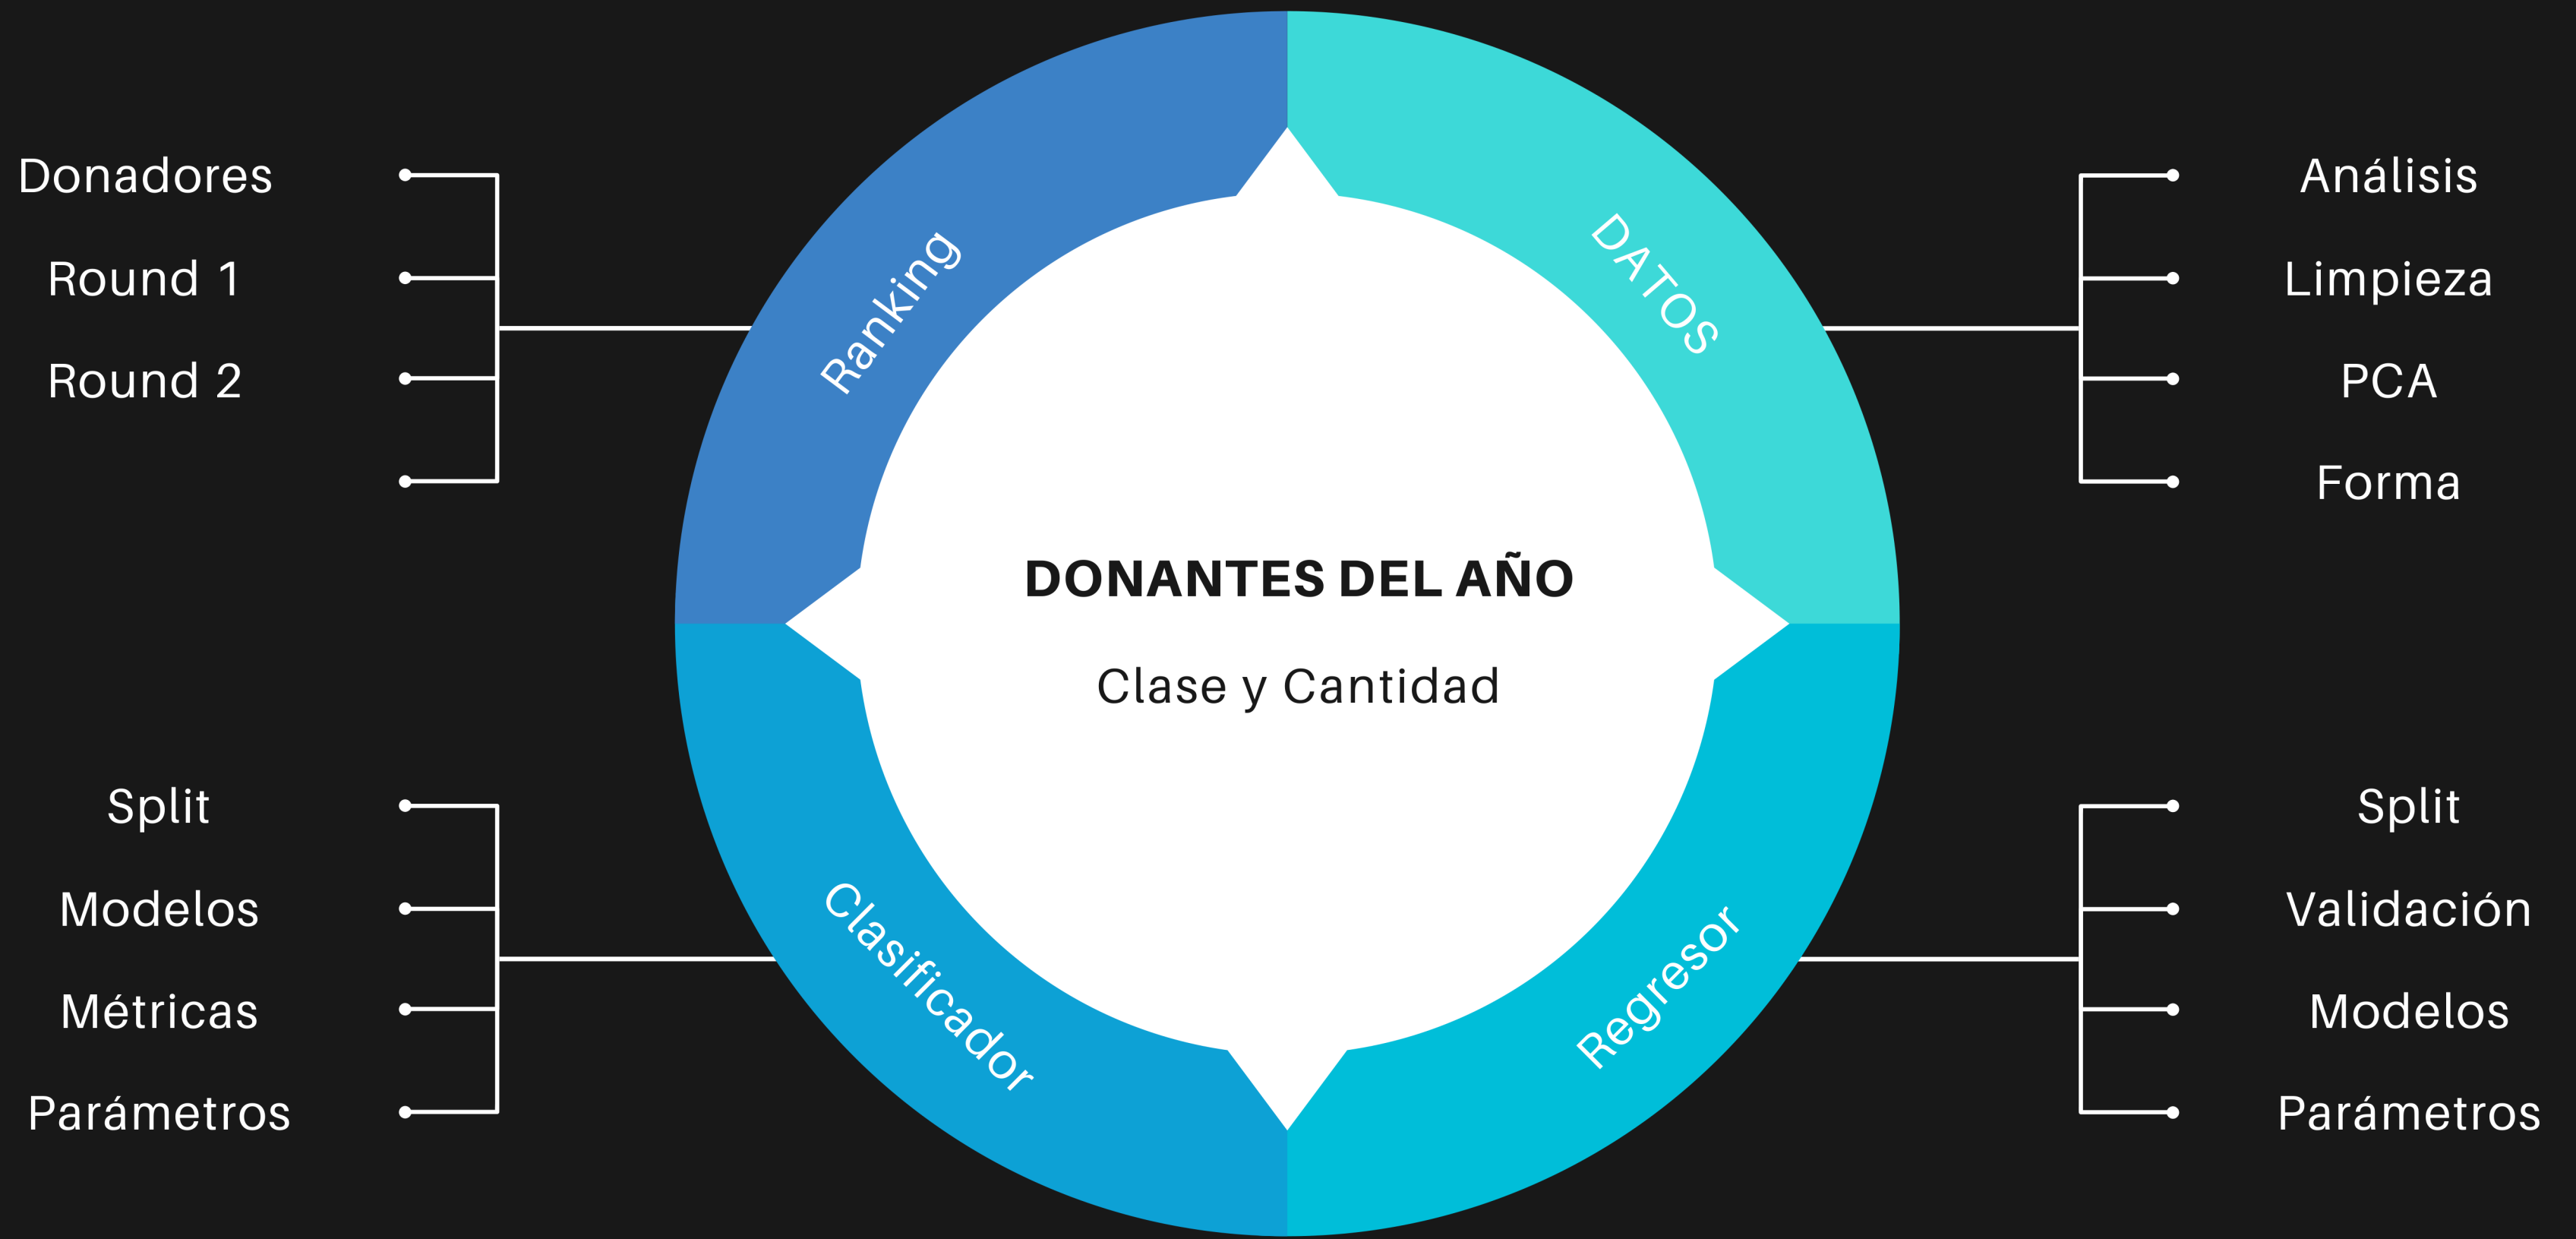 Donadores
Round 1
Round 2
Ranking
DATOS
Análisis
Limpieza
PCA
Forma
DONANTES DEL AÑO
Clase y Cantidad
Split
Modelos
Métricas
Parámetros
Clasificador
Regresor
Split
Validación
Modelos
Parámetros